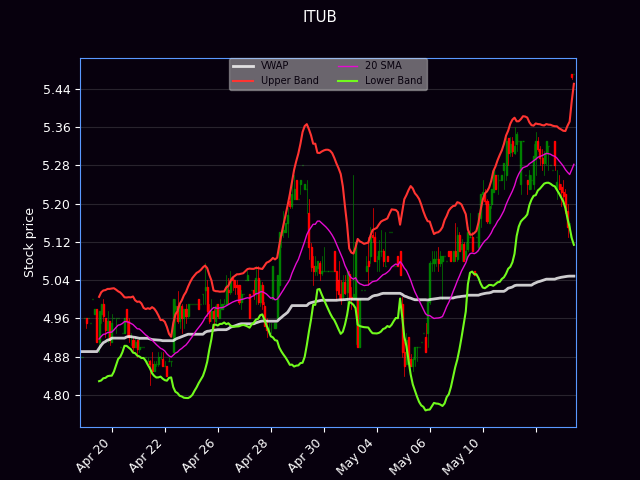 ITUB
VWAP
Upper Band
20 SMA
Lower Band
Stock price
5.44
5.36
5.28
5.20
5.12
5.04
4.96
4.88
4.80
Apr 20
Apr 22
Apr 26
Apr 28
Apr 30
May 04
May 06
May 10